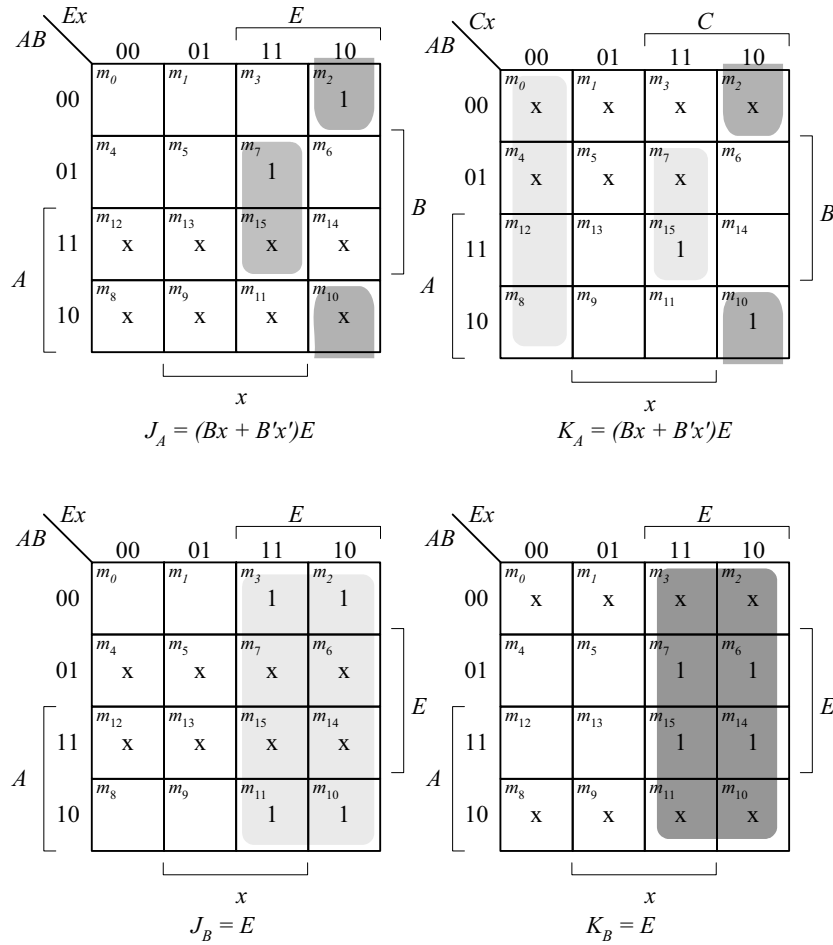 Ex E
AB 00 01 11 10
00 m0 m1 m3 m2 1
01 m4 m5 m7 1 m6
B
11 m12 x m13 x m15 x m14 x
A
10 m8 x m9 x m11 x m10 x
x
J_A = (Bx + B'x')E
Cx C
AB 00 01 11 10
00 m0 x m1 x m3 x m2 x
01 m4 x m5 x m7 x m6
B
11 m12 m13 m15 1 m14
A
10 m8 m9 m11 m10 1
x
K_A = (Bx + B'x')E
Ex E
AB 00 01 11 10
00 m0 m1 m3 1 m2 1
01 m4 x m5 x m7 x m6 x
E
11 m12 x m13 x m15 x m14 x
A
10 m8 m9 m11 1 m10 1
x
J_B = E
Ex E
AB 00 01 11 10
00 m0 x m1 x m3 x m2 x
01 m4 m5 m7 1 m6 1
E
11 m12 m13 m15 1 m14 1
A
10 m8 x m9 x m11 x m10 x
x
K_B = E